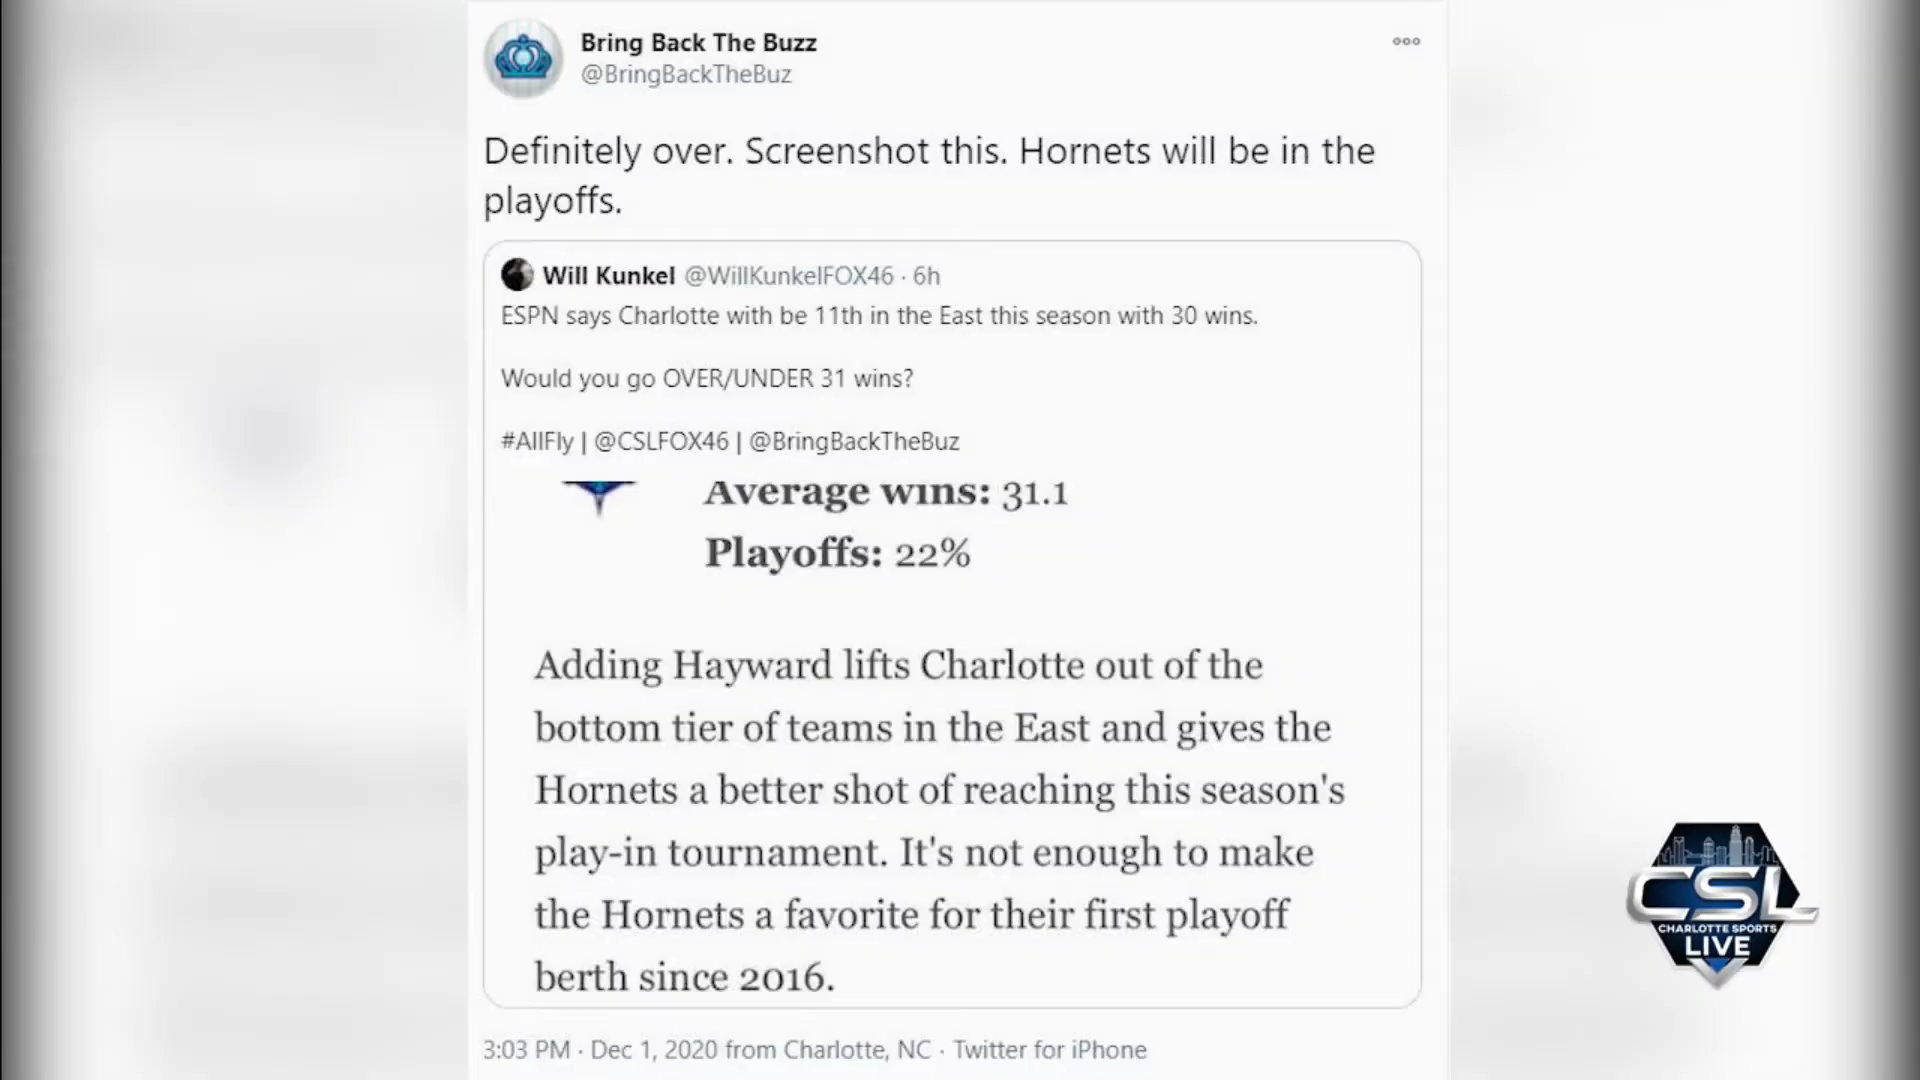 Bring Back The Buzz
@BringBackTheBuz
Definitely over. Screenshot this. Hornets will be in the
playoffs.
Will Kunkel @WillKunkelFOX46 · 6h
ESPN says Charlotte with be 11th in the East this season with 30 wins.
Would you go OVER/UNDER 31 wins?
#AllFly | @CSLFOX46 | @BringBackTheBuz
Average wins: 31.1
Playoffs: 22%
Adding Hayward lifts Charlotte out of the
bottom tier of teams in the East and gives the
Hornets a better shot of reaching this season's
play-in tournament. It's not enough to make
the Hornets a favorite for their first playoff
berth since 2016.
3:03 PM · Dec 1, 2020 from Charlotte, NC · Twitter for iPhone
CSL
CHARLOTTE SPORTS
LIVE